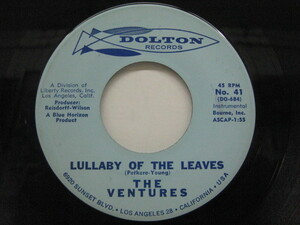 DOLTON
RECORDS
A Division of
Liberty Records, Inc.
Los Angeles, Calif.
Producer:
Reisdorff-Wilson
A Blue Horizon
Product
45 RPM
No. 41
(DO-684)
Instrumental
Bourne, Inc.
ASCAP-1:58
LULLABY OF THE LEAVES
(Petkere-Young)
THE
VENTURES
6920 SUNSET BLVD. • LOS ANGELES 28 • CALIFORNIA • USA